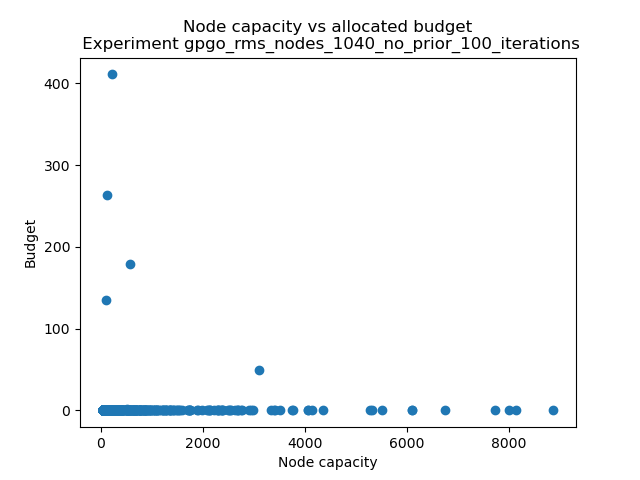 Node capacity vs allocated budget
Experiment gpgo_rms_nodes_1040_no_prior_100_iterations
400
300
200
100
0
Budget
0 2000 4000 6000 8000
Node capacity